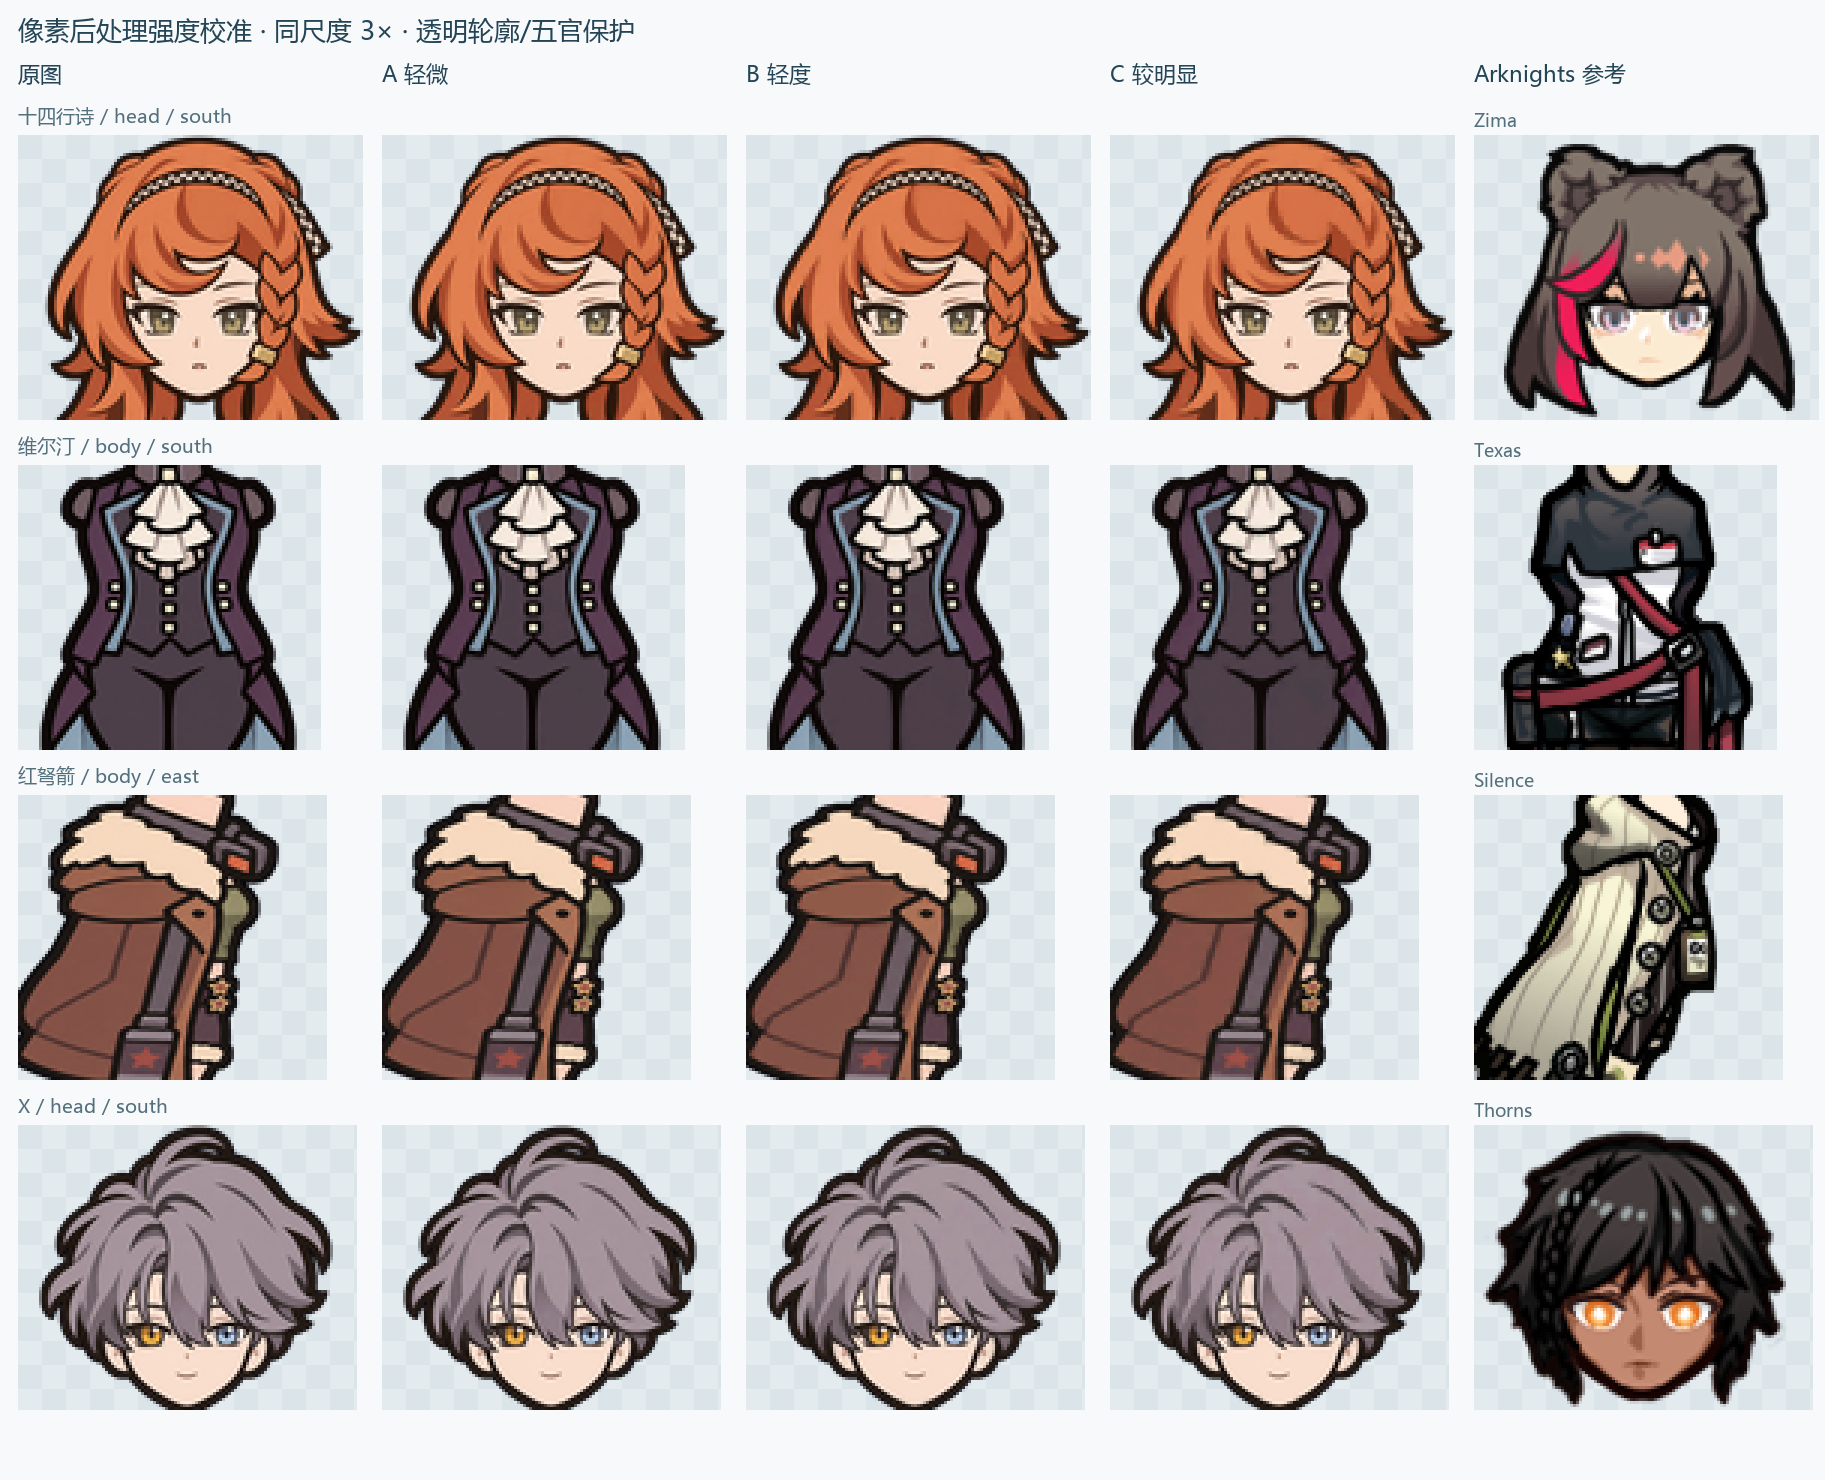 像素后处理强度校准 · 同尺度 3× · 透明轮廓/五官保护
原图 A 轻微 B 轻度 C 较明显 Arknights 参考
十四行诗 / head / south Zima
维尔汀 / body / south Texas
红弩箭 / body / east Silence
X / head / south Thorns